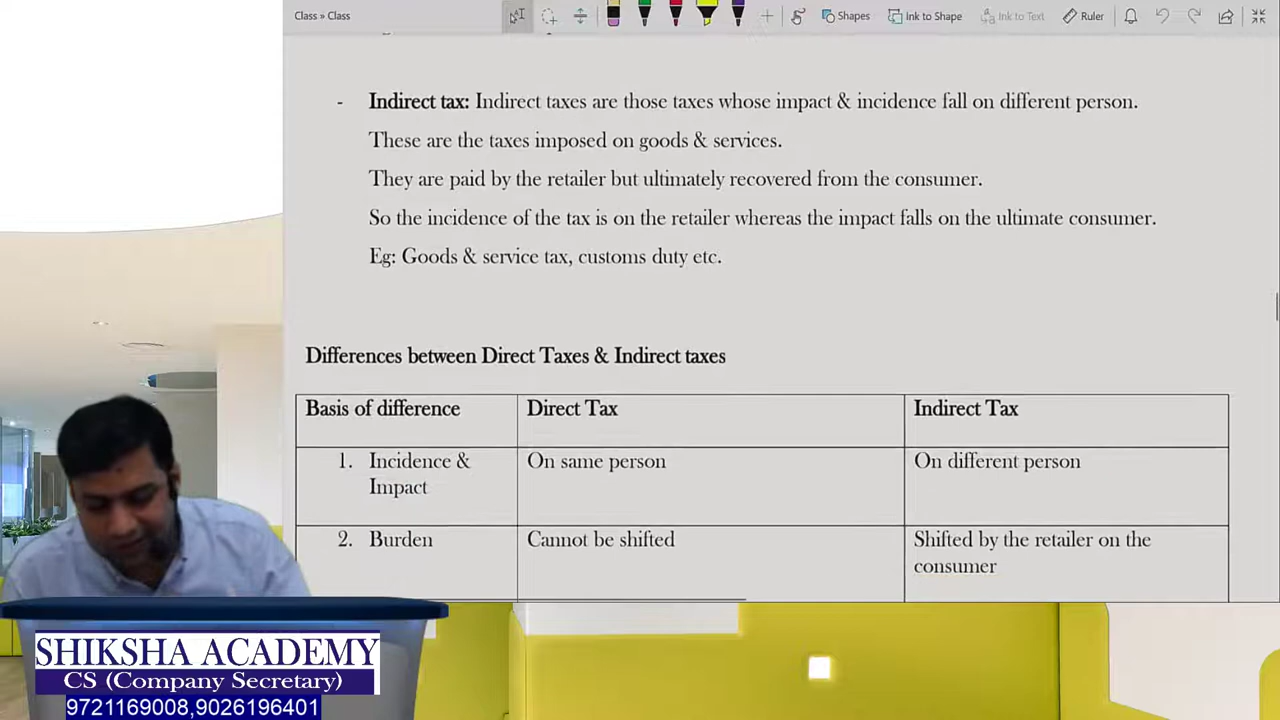 Class » Class
Shapes
Ink to Shape
Ink to Text
Ruler
- Indirect tax: Indirect taxes are those taxes whose impact & incidence fall on different person.
These are the taxes imposed on goods & services.
They are paid by the retailer but ultimately recovered from the consumer.
So the incidence of the tax is on the retailer whereas the impact falls on the ultimate consumer.
Eg: Goods & service tax, customs duty etc.
Differences between Direct Taxes & Indirect taxes
Basis of difference Direct Tax Indirect Tax
1. Incidence & On same person On different person
Impact
2. Burden Cannot be shifted Shifted by the retailer on the
consumer
SHIKSHA ACADEMY
CS (Company Secretary)
9721169008,9026196401